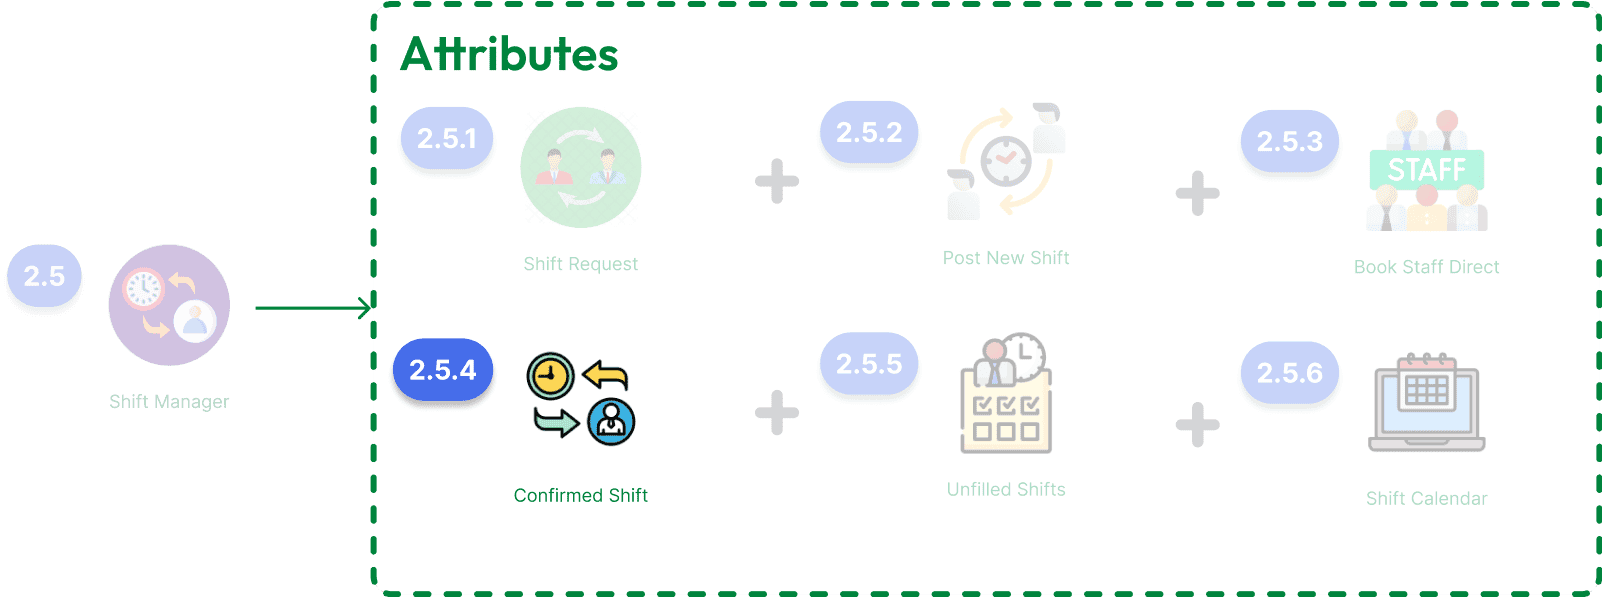 Attributes
2.5.1
Shift Request
2.5.2
Post New Shift
2.5.3
STAFF
Book Staff Direct
2.5
Shift Manager
2.5.4
Confirmed Shift
2.5.5
Unfilled Shifts
2.5.6
Shift Calendar